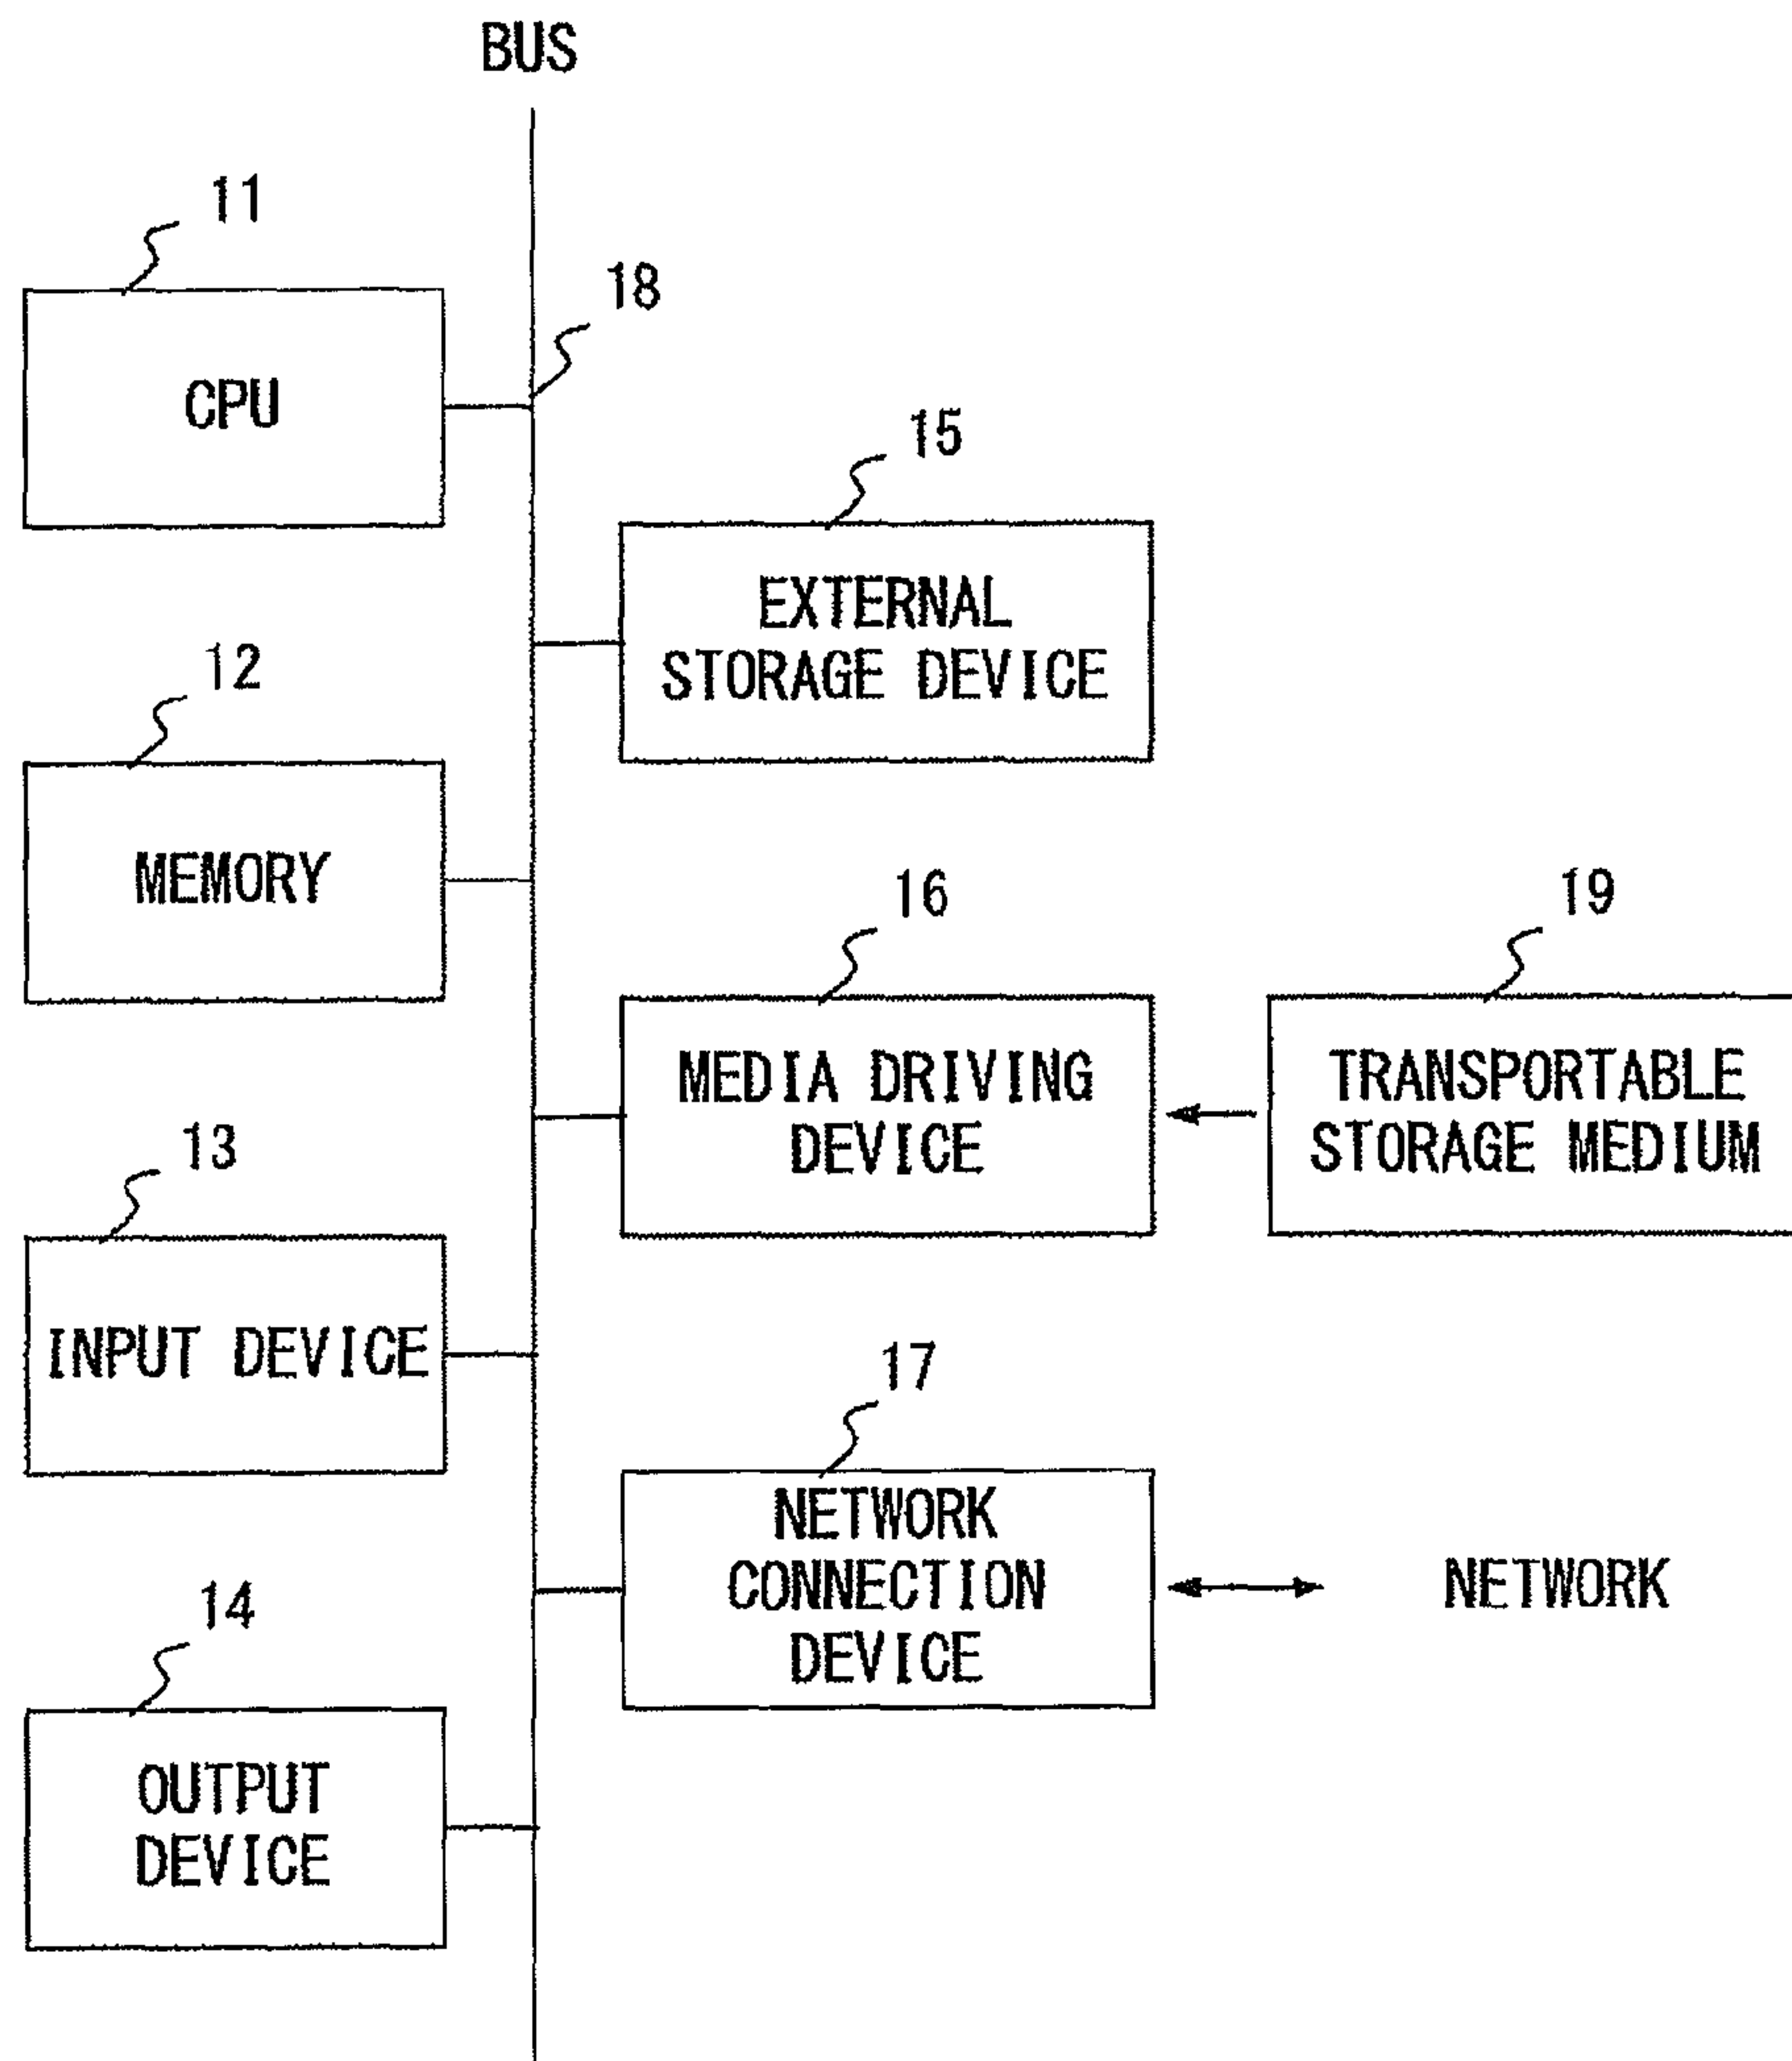 BUS
11
18
CPU
15
EXTERNAL
STORAGE DEVICE
12
MEMORY
16
19
MEDIA DRIVING
DEVICE
TRANSPORTABLE
STORAGE MEDIUM
13
INPUT DEVICE
17
NETWORK
CONNECTION
DEVICE
NETWORK
14
OUTPUT
DEVICE